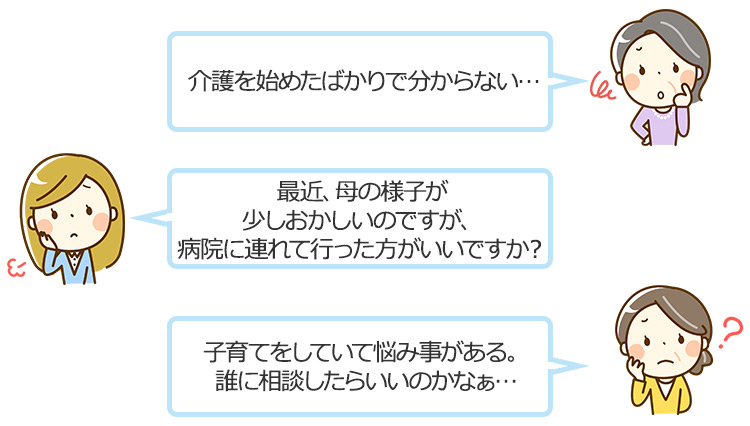 介護を始めたばかりで分からない…
最近、母の様子が
少しおかしいのですが、
病院に連れて行った方がいいですか？
子育てをしていて悩み事がある。
誰に相談したらいいのかなぁ…